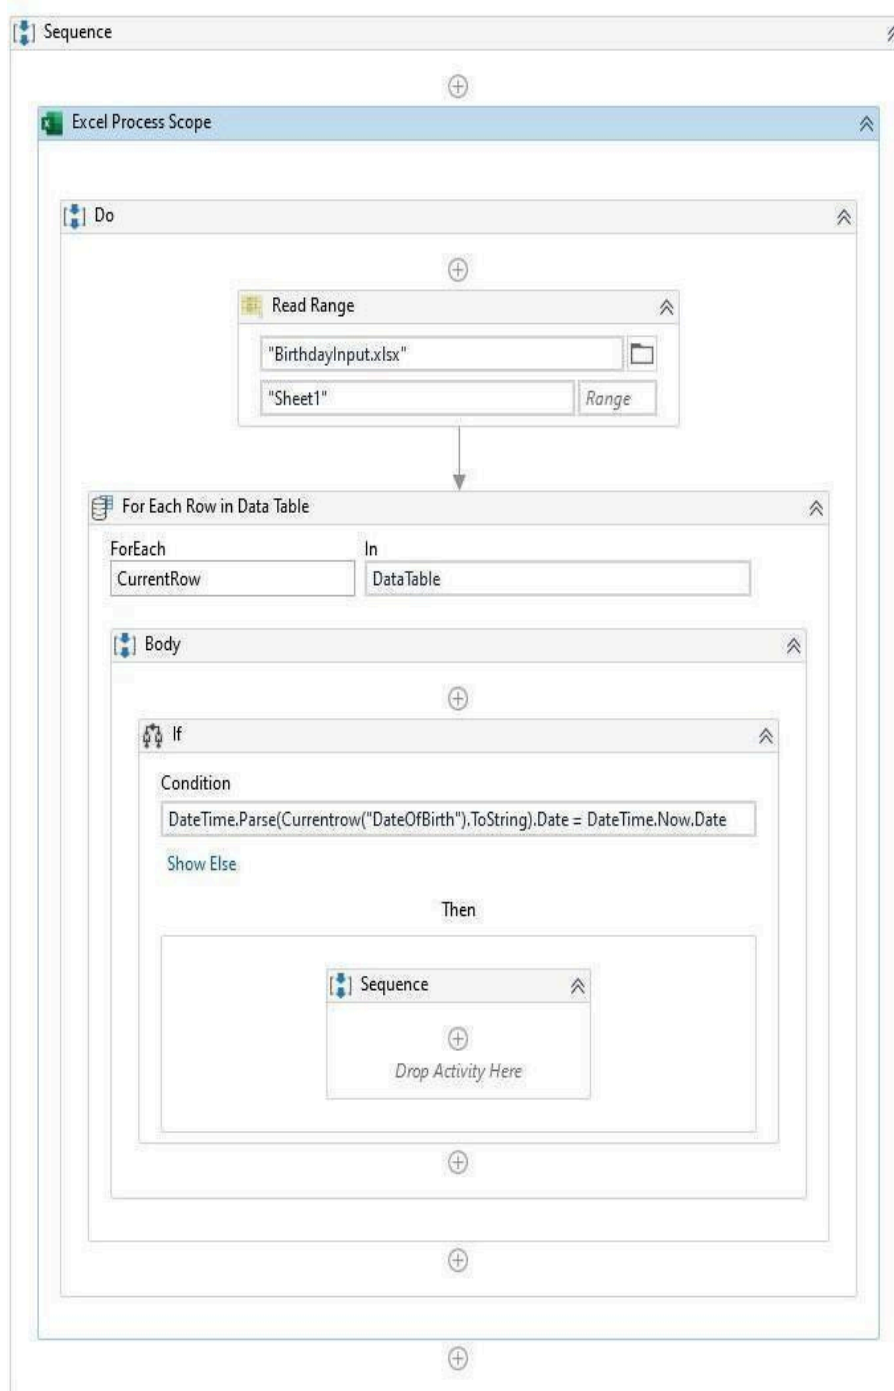 Sequence
Excel Process Scope
Do
Read Range
"BirthdayInput.xlsx"
"Sheet1" Range
For Each Row in Data Table
ForEach In
CurrentRow DataTable
Body
If
Condition
DateTime.Parse(Currentrow("DateOfBirth").ToString).Date = DateTime.Now.Date
Show Else
Then
Sequence
Drop Activity Here